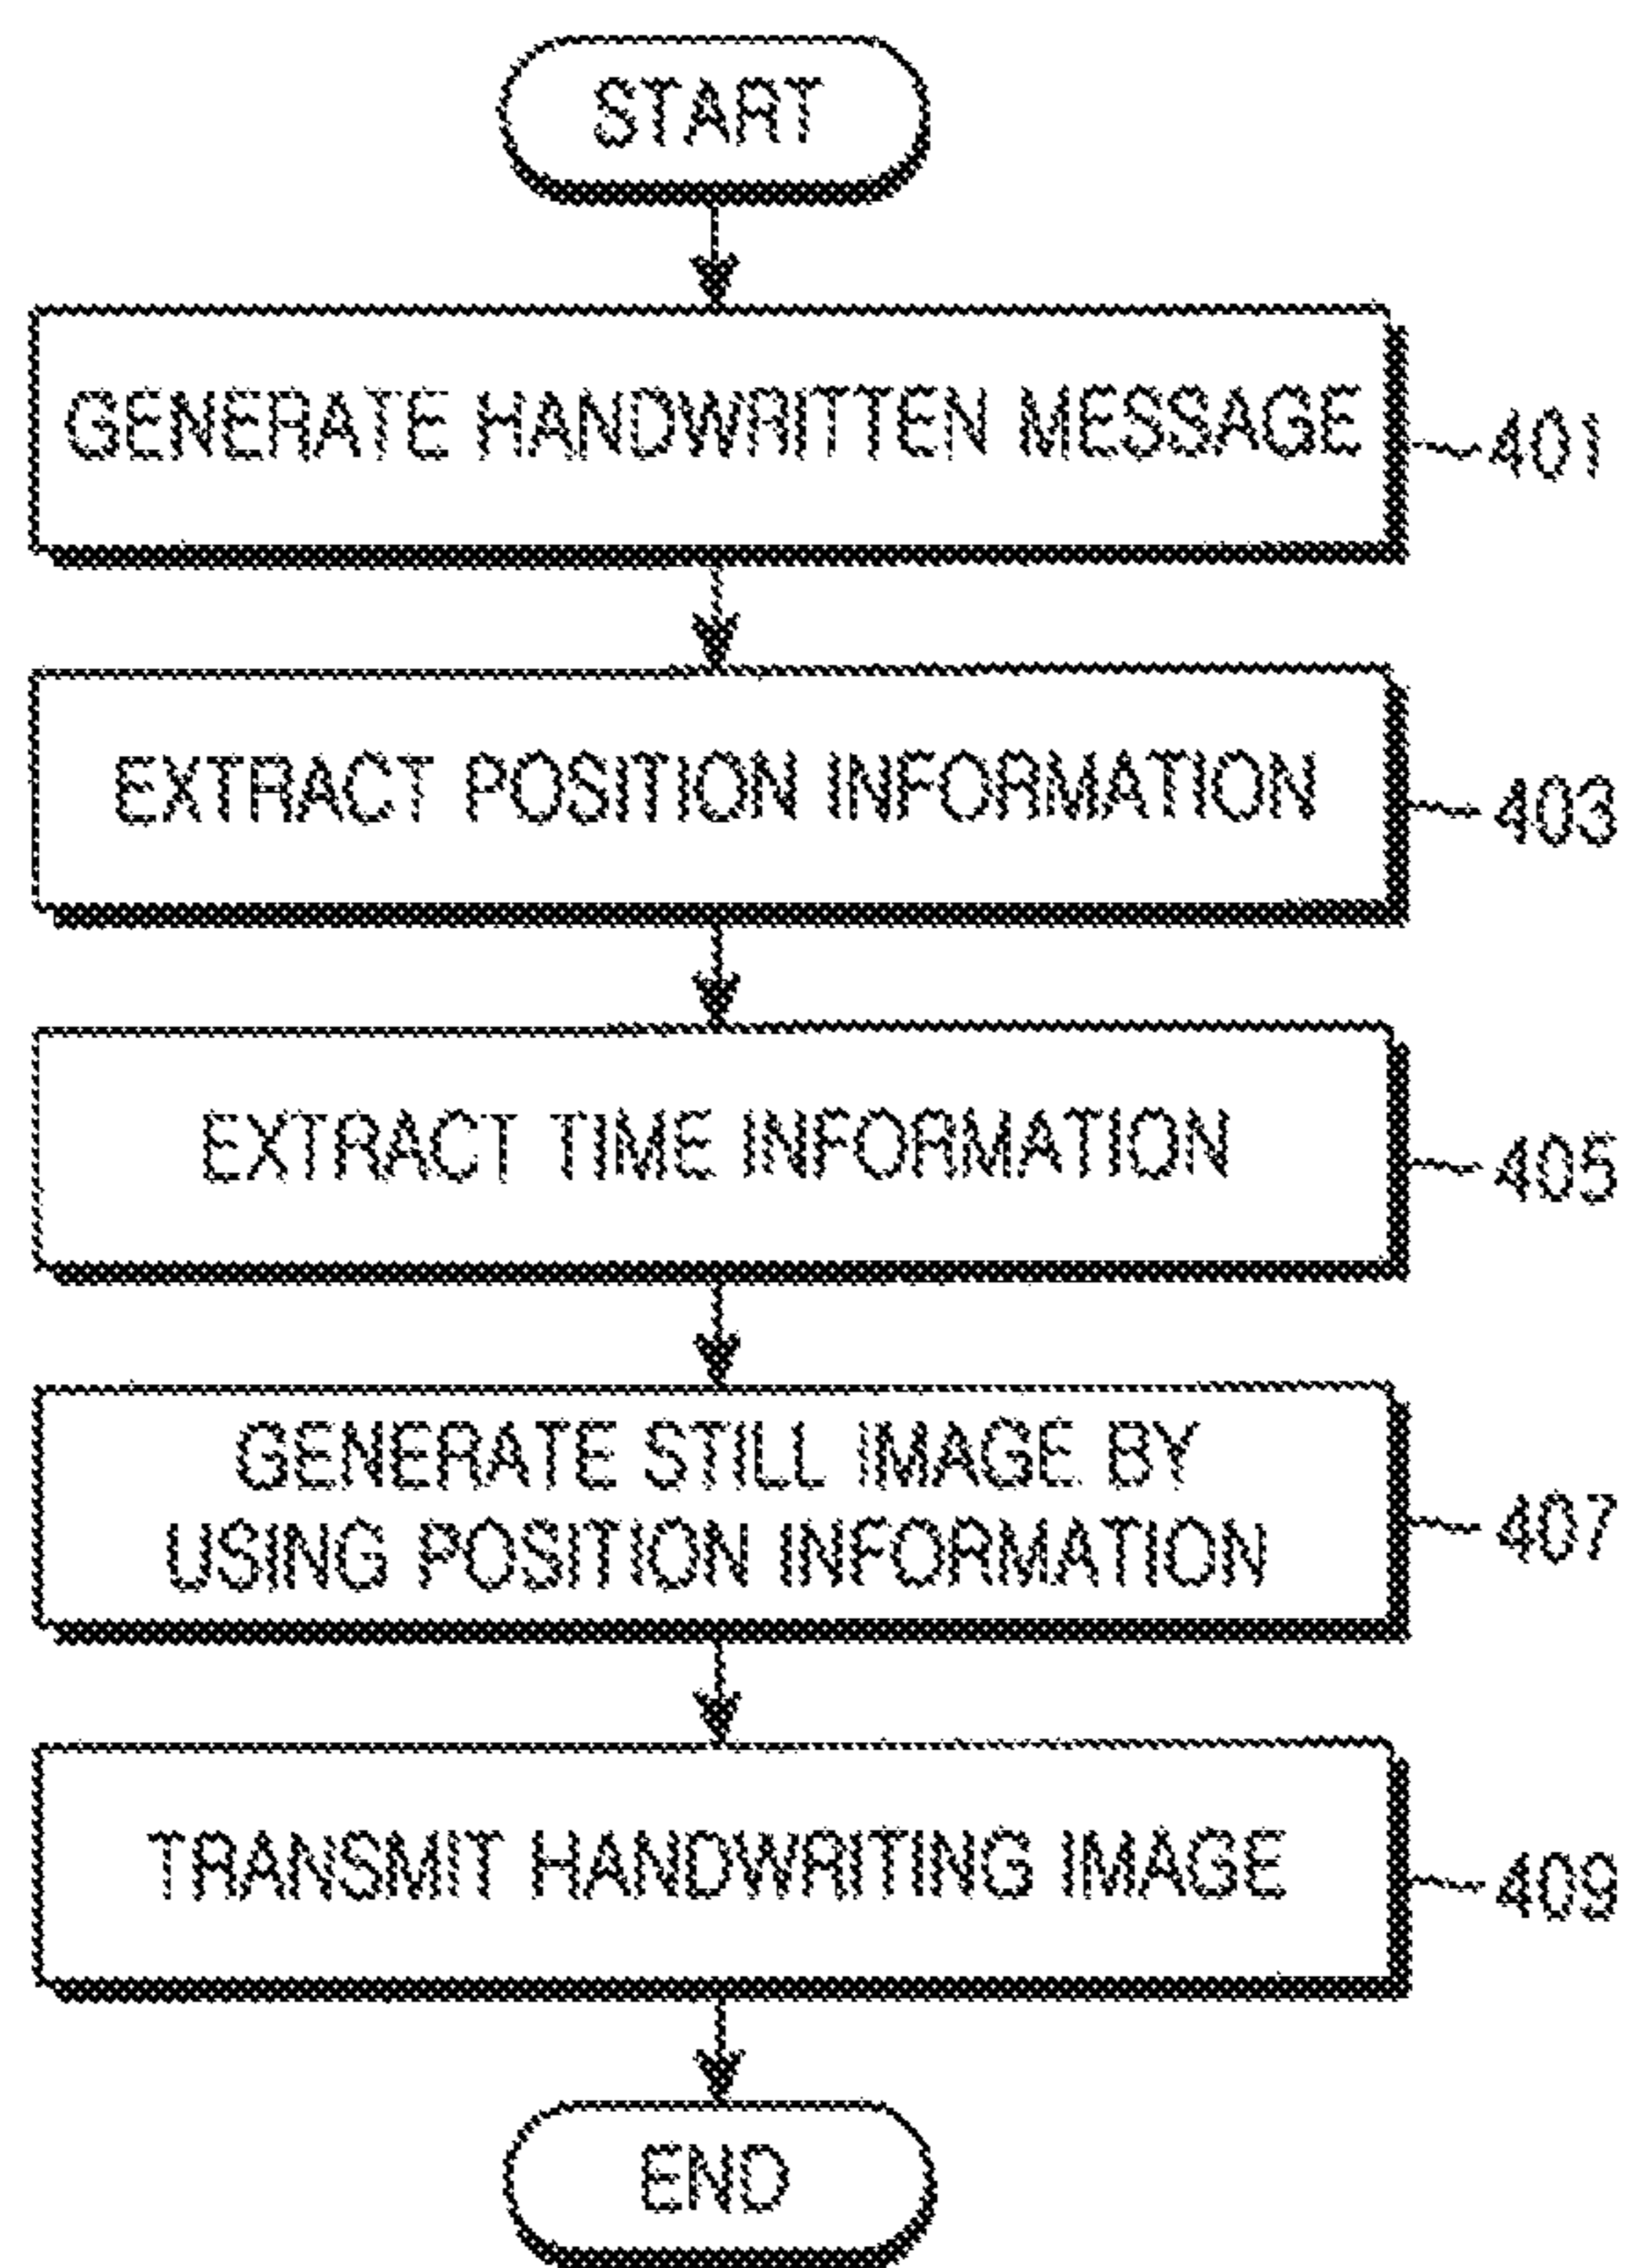 START
GENERATE HANDWRITTEN MESSAGE
401
EXTRACT POSITION INFORMATION
403
EXTRACT TIME INFORMATION
405
GENERATE STILL IMAGE BY
USING POSITION INFORMATION
407
TRANSMIT HANDWRITING IMAGE
409
END